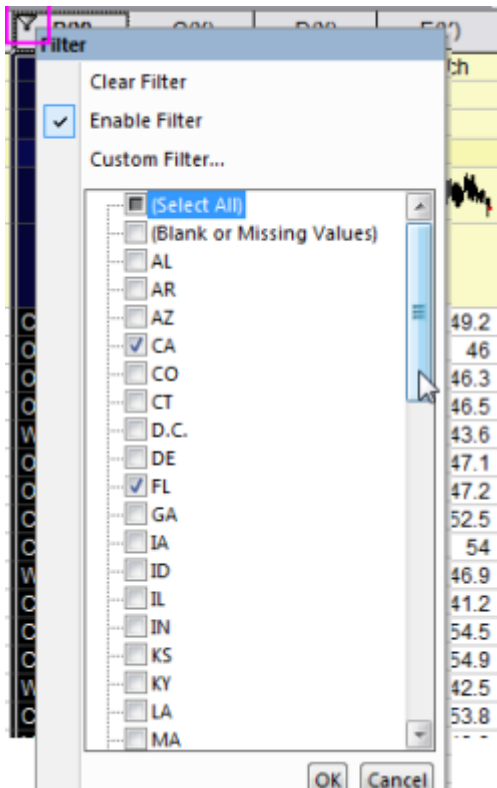 Filter
Clear Filter
Enable Filter
Custom Filter...
(Select All)
(Blank or Missing Values)
AL
AR
AZ
CA
CO
CT
D.C.
DE
FL
GA
IA
ID
IL
IN
KS
KY
LA
MA
OK Cancel
49.2
46
46.3
46.5
43.6
47.1
47.2
52.5
54
46.9
41.2
54.5
54.9
42.5
53.8